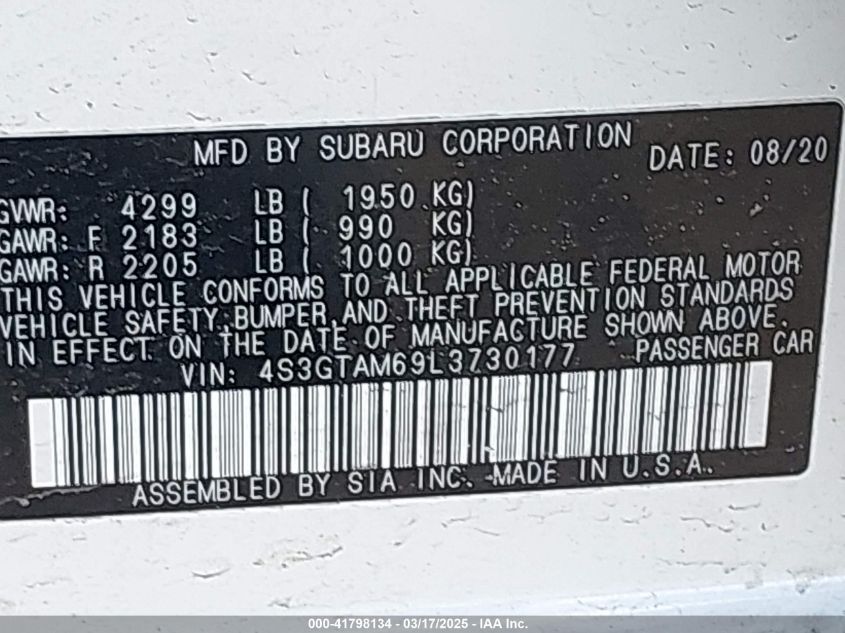 MFD BY SUBARU CORPORATION DATE: 08/20
GVWR: 4299 LB ( 1950 KG)
GAWR: F 2183 LB ( 990 KG)
GAWR: R 2205 LB ( 1000 KG)
THIS VEHICLE CONFORMS TO ALL APPLICABLE FEDERAL MOTOR
VEHICLE SAFETY, BUMPER, AND THEFT PREVENTION STANDARDS
IN EFFECT ON THE DATE OF MANUFACTURE SHOWN ABOVE.
VIN: 4S3GTAM69L3730177 PASSENGER CAR
ASSEMBLED BY SIA INC. MADE IN U.S.A.
000-41798134 - 03/17/2025 - IAA Inc.